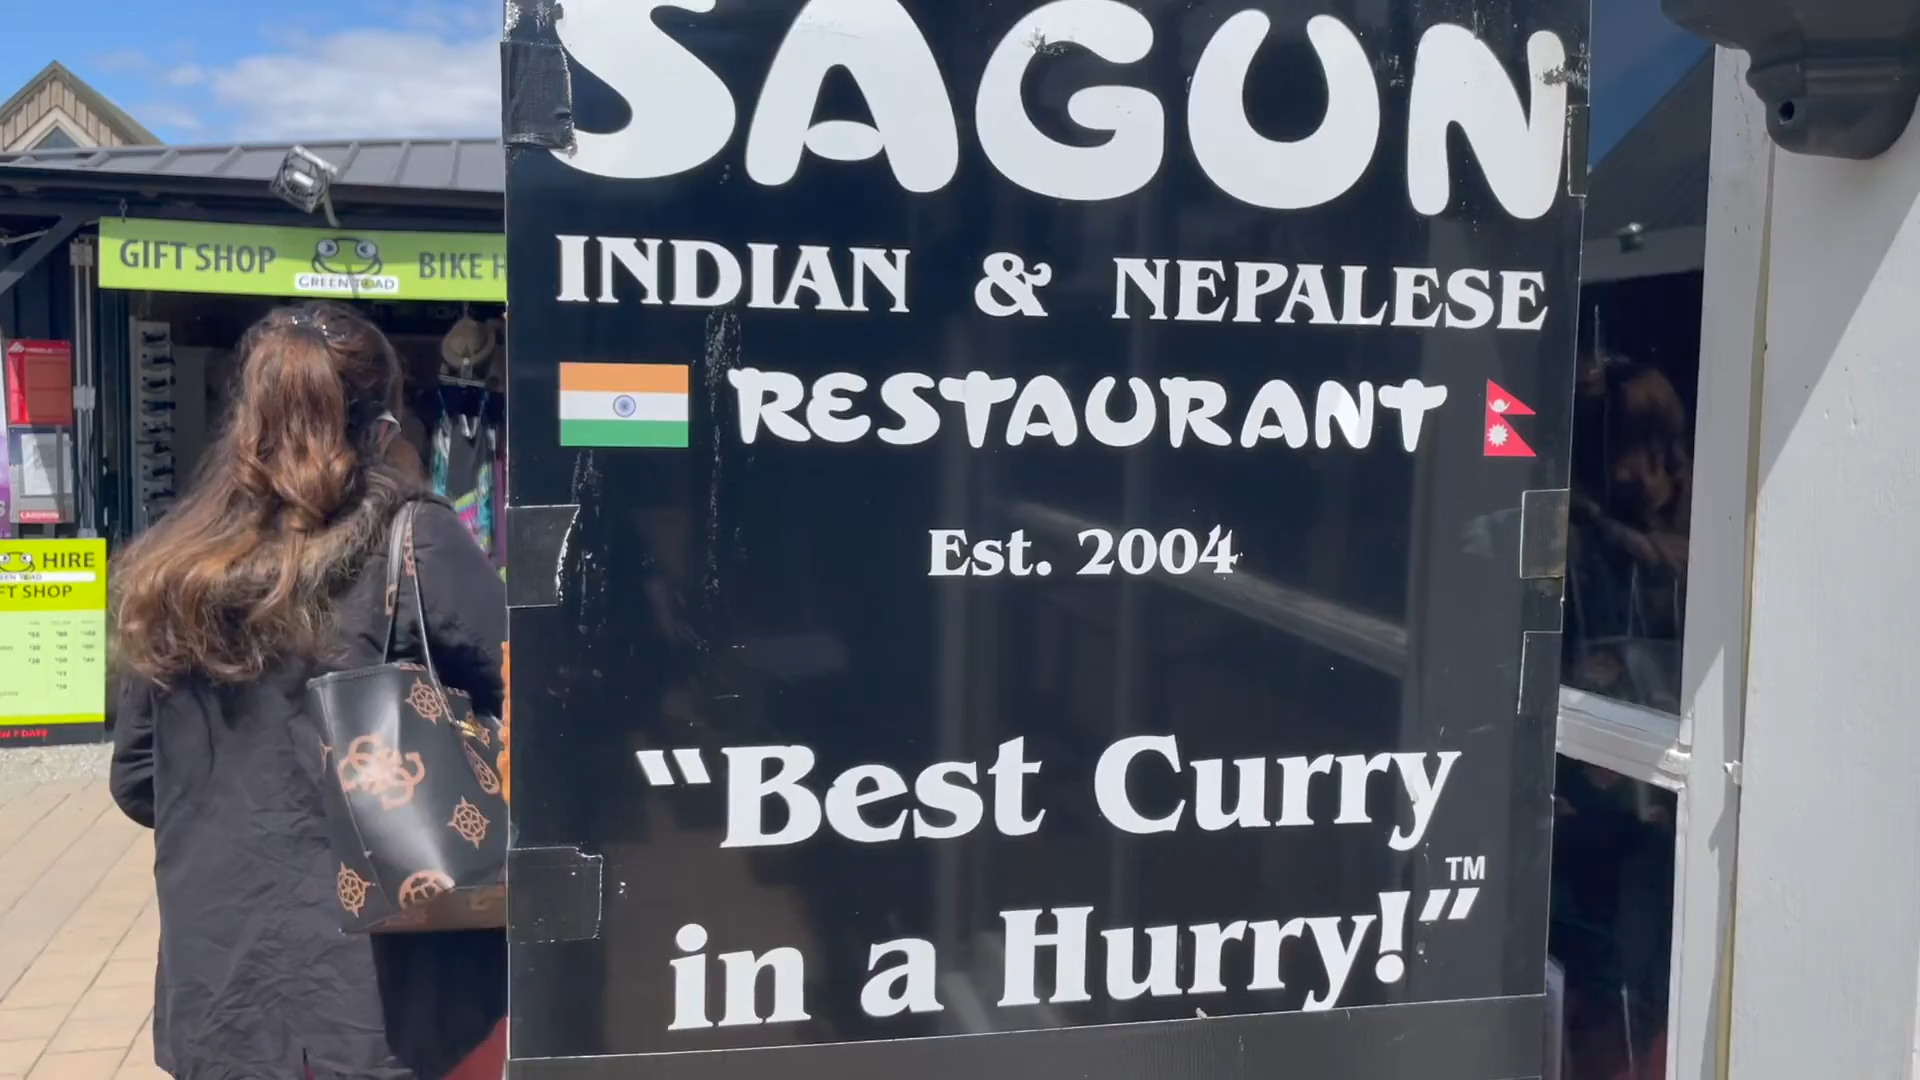 SAGUN
INDIAN & NEPALESE
RESTAURANT
Est. 2004
“Best Curry
in a Hurry!”™
GIFT SHOP
GREEN TOAD
BIKE H
HIRE
FT SHOP
CARDRONA